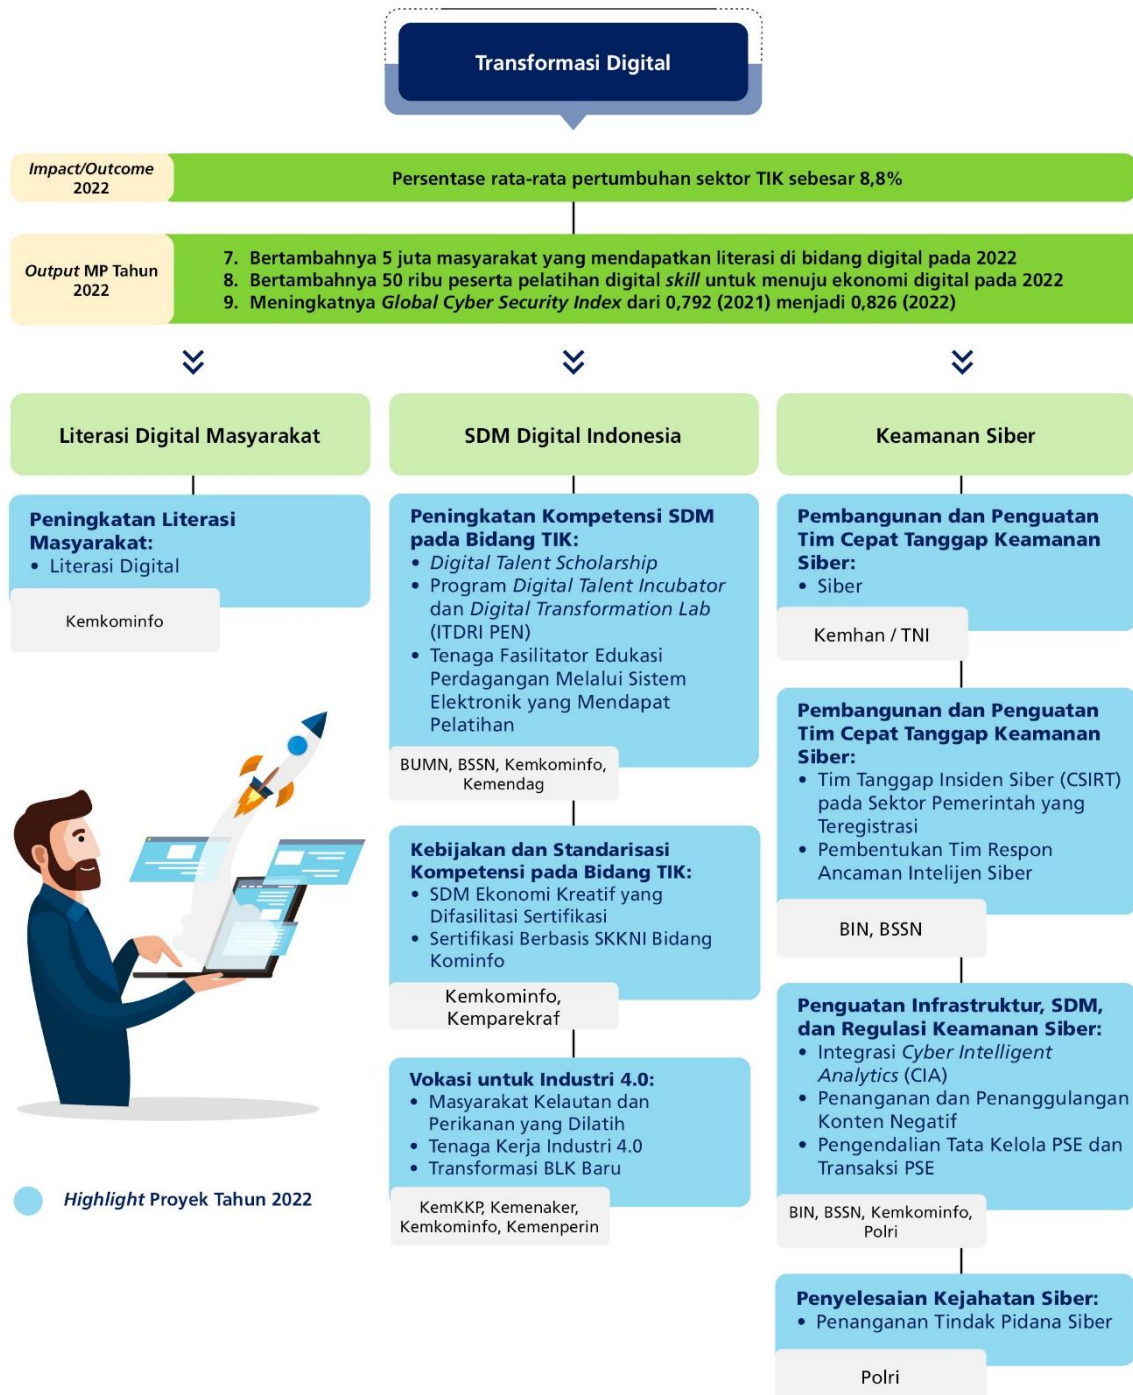 Transformasi Digital
Impact/Outcome
2022
Persentase rata-rata pertumbuhan sektor TIK sebesar 8,8%
Output MP Tahun
2022
7. Bertambahnya 5 juta masyarakat yang mendapatkan literasi di bidang digital pada 2022
8. Bertambahnya 50 ribu peserta pelatihan digital skill untuk menuju ekonomi digital pada 2022
9. Meningkatnya Global Cyber Security Index dari 0,792 (2021) menjadi 0,826 (2022)
Literasi Digital Masyarakat
Peningkatan Literasi
Masyarakat:
• Literasi Digital
Kemkominfo
Highlight Proyek Tahun 2022
SDM Digital Indonesia
Peningkatan Kompetensi SDM
pada Bidang TIK:
• Digital Talent Scholarship
• Program Digital Talent Incubator
dan Digital Transformation Lab
(ITDRI PEN)
• Tenaga Fasilitator Edukasi
Perdagangan Melalui Sistem
Elektronik yang Mendapat
Pelatihan
BUMN, BSSN, Kemkominfo,
Kemendag
Kebijakan dan Standarisasi
Kompetensi pada Bidang TIK:
• SDM Ekonomi Kreatif yang
Difasilitasi Sertifikasi
• Sertifikasi Berbasis SKKNI Bidang
Kominfo
Kemkominfo,
Kemparekraf
Vokasi untuk Industri 4.0:
• Masyarakat Kelautan dan
Perikanan yang Dilatih
• Tenaga Kerja Industri 4.0
• Transformasi BLK Baru
KemKKP, Kemenaker,
Kemkominfo, Kemenperin
Keamanan Siber
Pembangunan dan Penguatan
Tim Cepat Tanggap Keamanan
Siber:
• Siber
Kemhan / TNI
Pembangunan dan Penguatan
Tim Cepat Tanggap Keamanan
Siber:
• Tim Tanggap Insiden Siber (CSIRT)
pada Sektor Pemerintah yang
Teregistrasi
• Pembentukan Tim Respon
Ancaman Intelijen Siber
BIN, BSSN
Penguatan Infrastruktur, SDM,
dan Regulasi Keamanan Siber:
• Integrasi Cyber Intelligent
Analytics (CIA)
• Penanganan dan Penanggulangan
Konten Negatif
• Pengendalian Tata Kelola PSE dan
Transaksi PSE
BIN, BSSN, Kemkominfo,
Polri
Penyelesaian Kejahatan Siber:
• Penanganan Tindak Pidana Siber
Polri